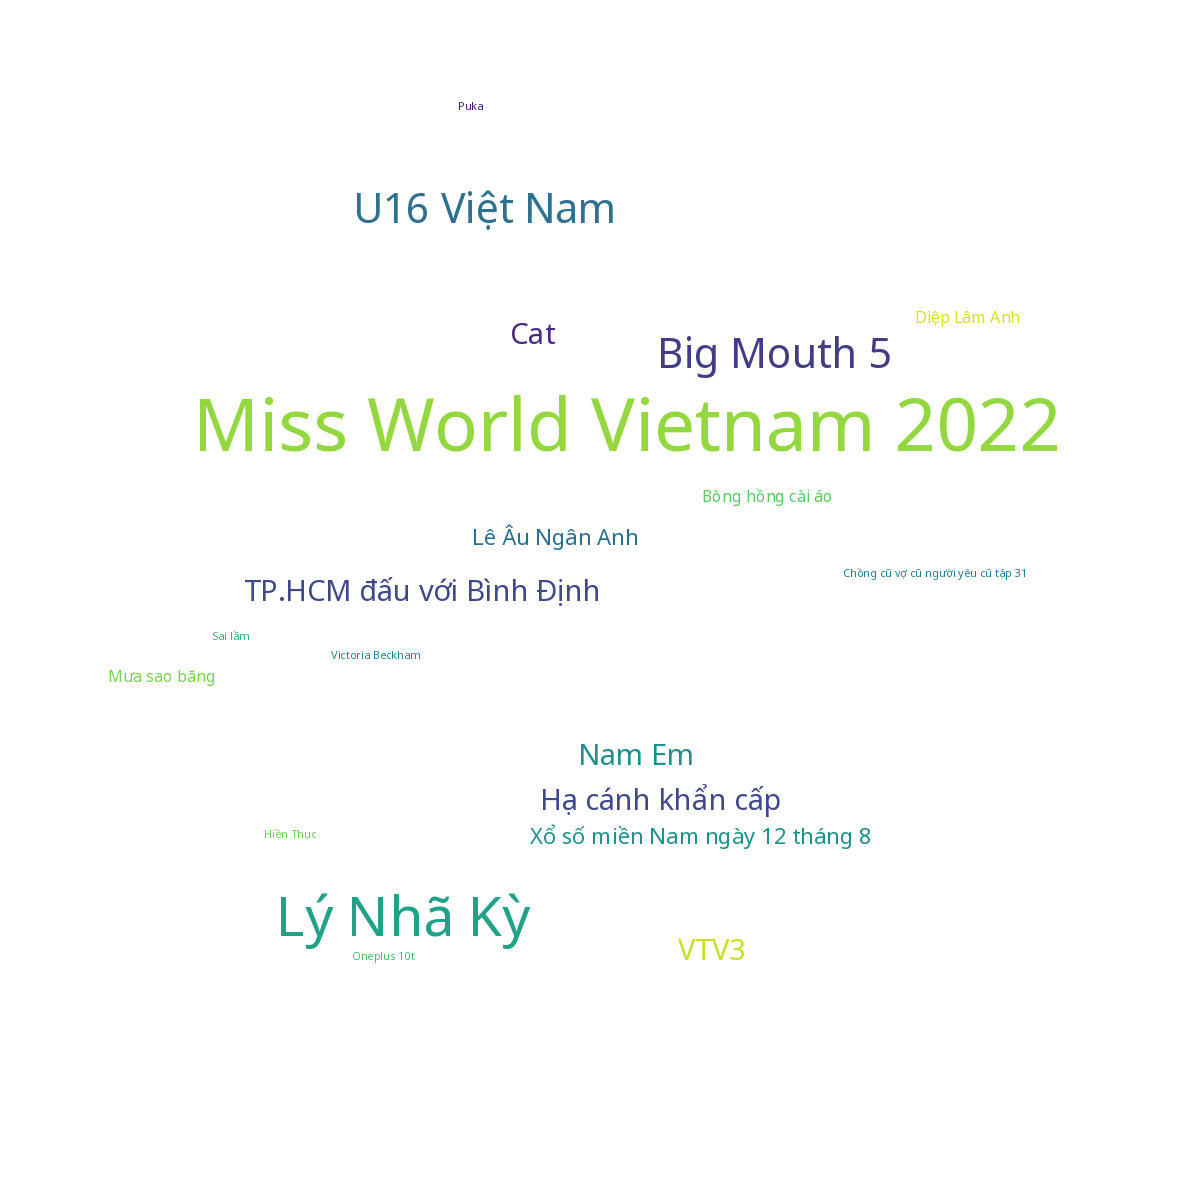 Puka
U16 Việt Nam
Diệp Lâm Anh
Cat
Big Mouth 5
Miss World Vietnam 2022
Bông hồng cài áo
Lê Âu Ngân Anh
Chồng cũ vợ cũ người yêu cũ tập 31
TP.HCM đấu với Bình Định
Sai lầm
Victoria Beckham
Mưa sao băng
Nam Em
Hạ cánh khẩn cấp
Hiền Thục
Xổ số miền Nam ngày 12 tháng 8
Lý Nhã Kỳ
VTV3
Oneplus 10t